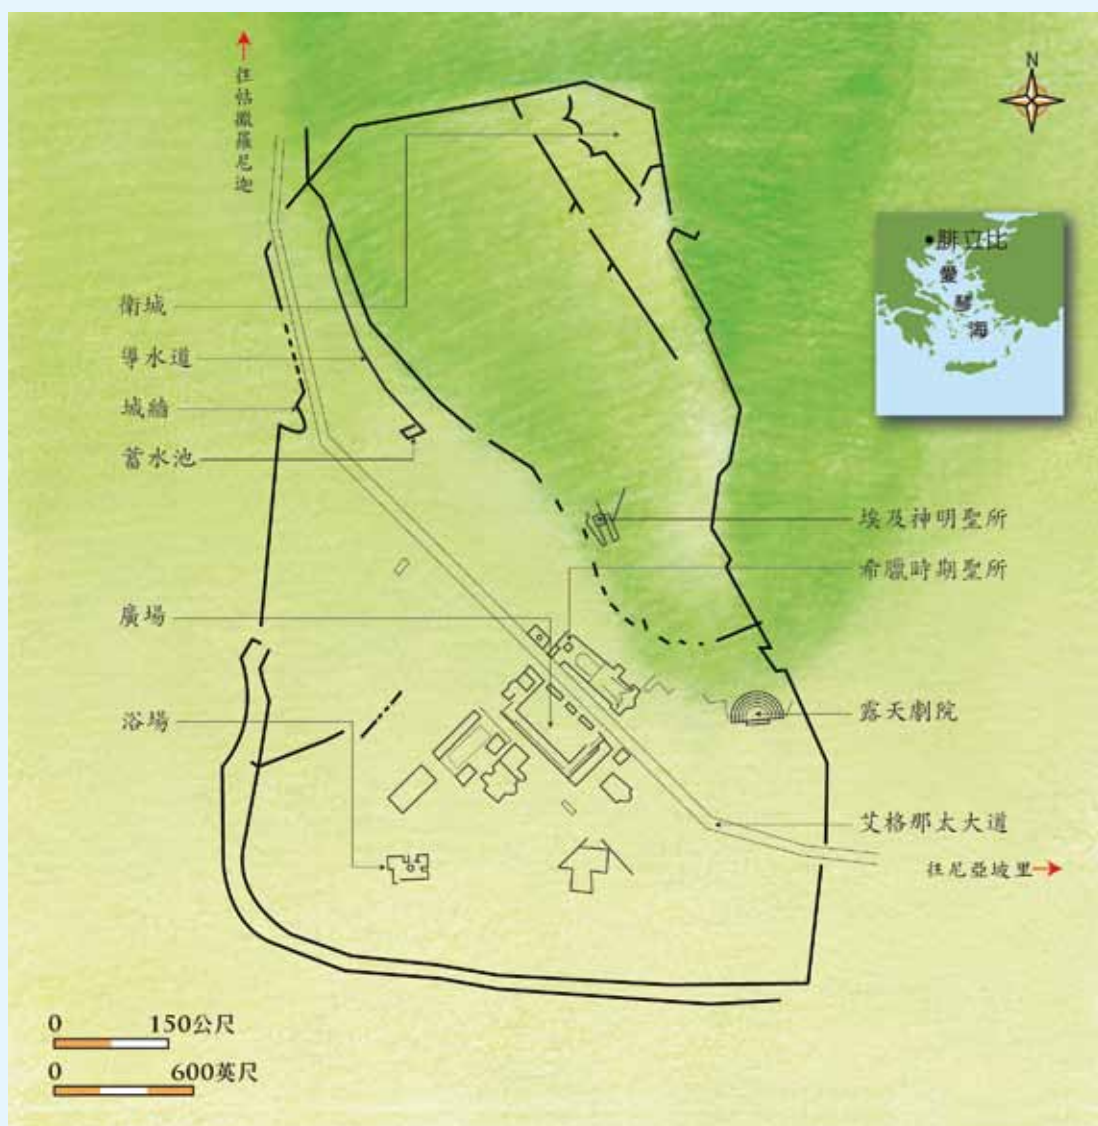 往帖撒羅尼迦
N
腓立比
愛琴海
衛城
導水道
城牆
蓄水池
廣場
浴場
埃及神明聖所
希臘時期聖所
露天劇院
艾格那太大道
往尼亞坡里
0 150公尺
0 600英尺